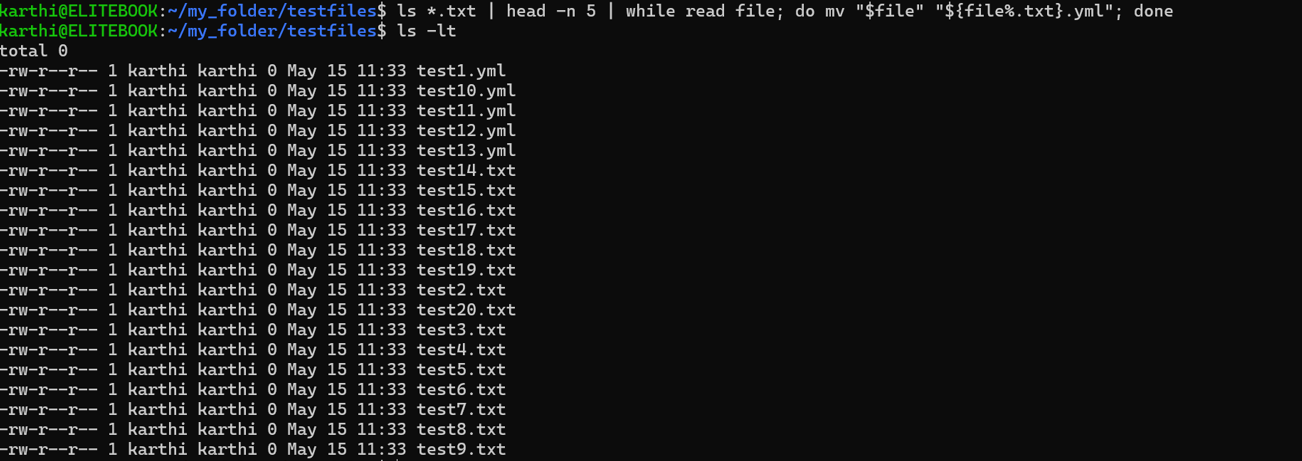 karthi@ELITEBOOK:~/my_folder/testfiles$ ls *.txt | head -n 5 | while read file; do mv "$file" "${file%.txt}.yml"; done
karthi@ELITEBOOK:~/my_folder/testfiles$ ls -lt
total 0
-rw-r--r-- 1 karthi karthi 0 May 15 11:33 test1.yml
-rw-r--r-- 1 karthi karthi 0 May 15 11:33 test10.yml
-rw-r--r-- 1 karthi karthi 0 May 15 11:33 test11.yml
-rw-r--r-- 1 karthi karthi 0 May 15 11:33 test12.yml
-rw-r--r-- 1 karthi karthi 0 May 15 11:33 test13.yml
-rw-r--r-- 1 karthi karthi 0 May 15 11:33 test14.txt
-rw-r--r-- 1 karthi karthi 0 May 15 11:33 test15.txt
-rw-r--r-- 1 karthi karthi 0 May 15 11:33 test16.txt
-rw-r--r-- 1 karthi karthi 0 May 15 11:33 test17.txt
-rw-r--r-- 1 karthi karthi 0 May 15 11:33 test18.txt
-rw-r--r-- 1 karthi karthi 0 May 15 11:33 test19.txt
-rw-r--r-- 1 karthi karthi 0 May 15 11:33 test2.txt
-rw-r--r-- 1 karthi karthi 0 May 15 11:33 test20.txt
-rw-r--r-- 1 karthi karthi 0 May 15 11:33 test3.txt
-rw-r--r-- 1 karthi karthi 0 May 15 11:33 test4.txt
-rw-r--r-- 1 karthi karthi 0 May 15 11:33 test5.txt
-rw-r--r-- 1 karthi karthi 0 May 15 11:33 test6.txt
-rw-r--r-- 1 karthi karthi 0 May 15 11:33 test7.txt
-rw-r--r-- 1 karthi karthi 0 May 15 11:33 test8.txt
-rw-r--r-- 1 karthi karthi 0 May 15 11:33 test9.txt